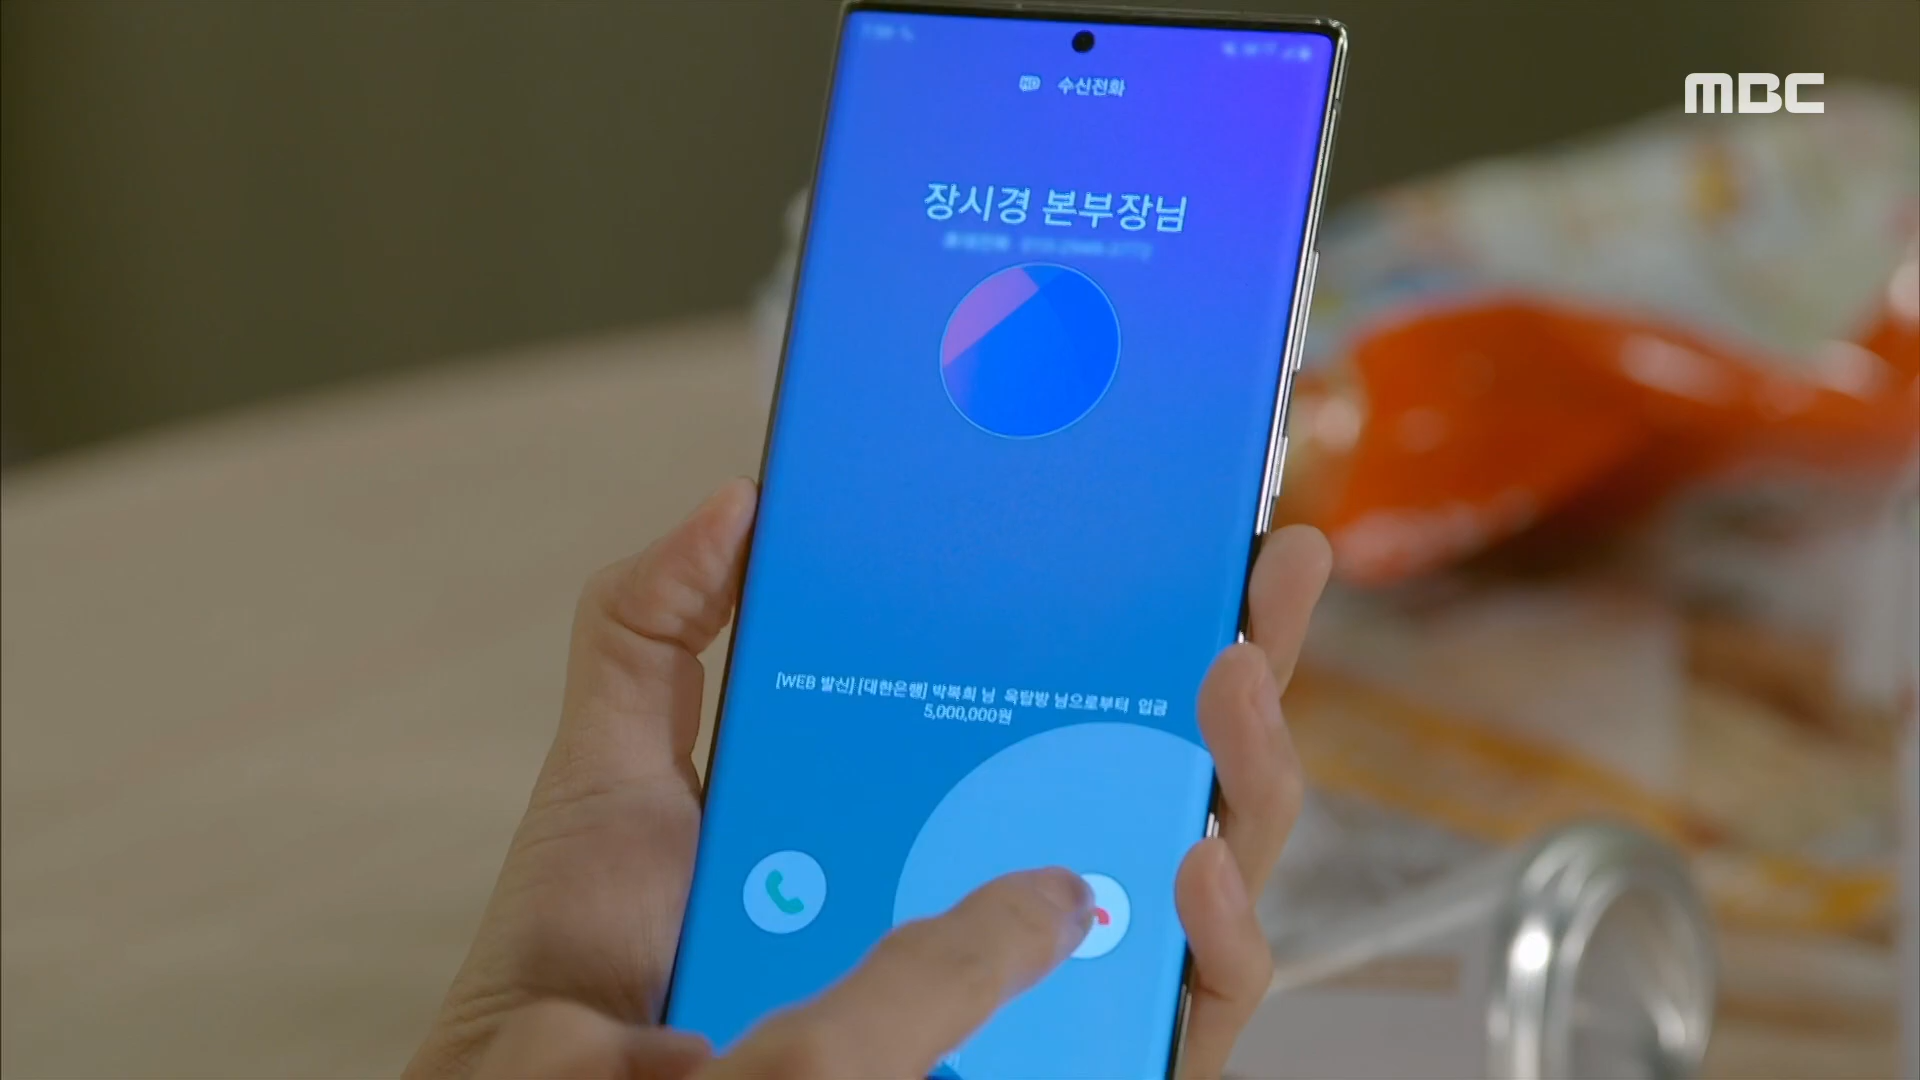 MBC
HD 수신전화
장시경 본부장님
[WEB 발신] [대한은행] 박복희 님 옥탑방 님으로부터 입금
5,000,000원